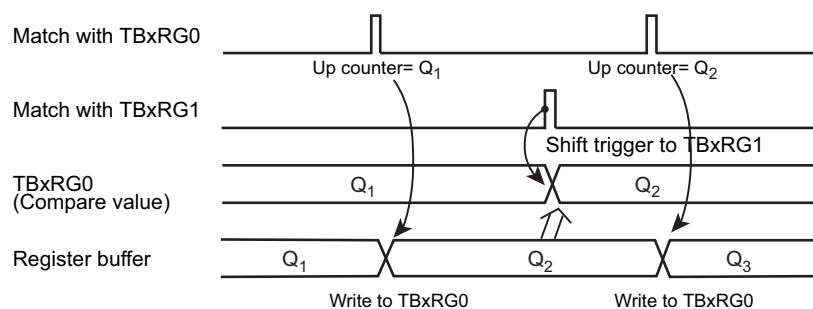 Match with TBxRG0
Up counter= Q1
Up counter= Q2
Match with TBxRG1
Shift trigger to TBxRG1
TBxRG0
(Compare value)
Q1
Q2
Register buffer
Q1
Q2
Q3
Write to TBxRG0
Write to TBxRG0